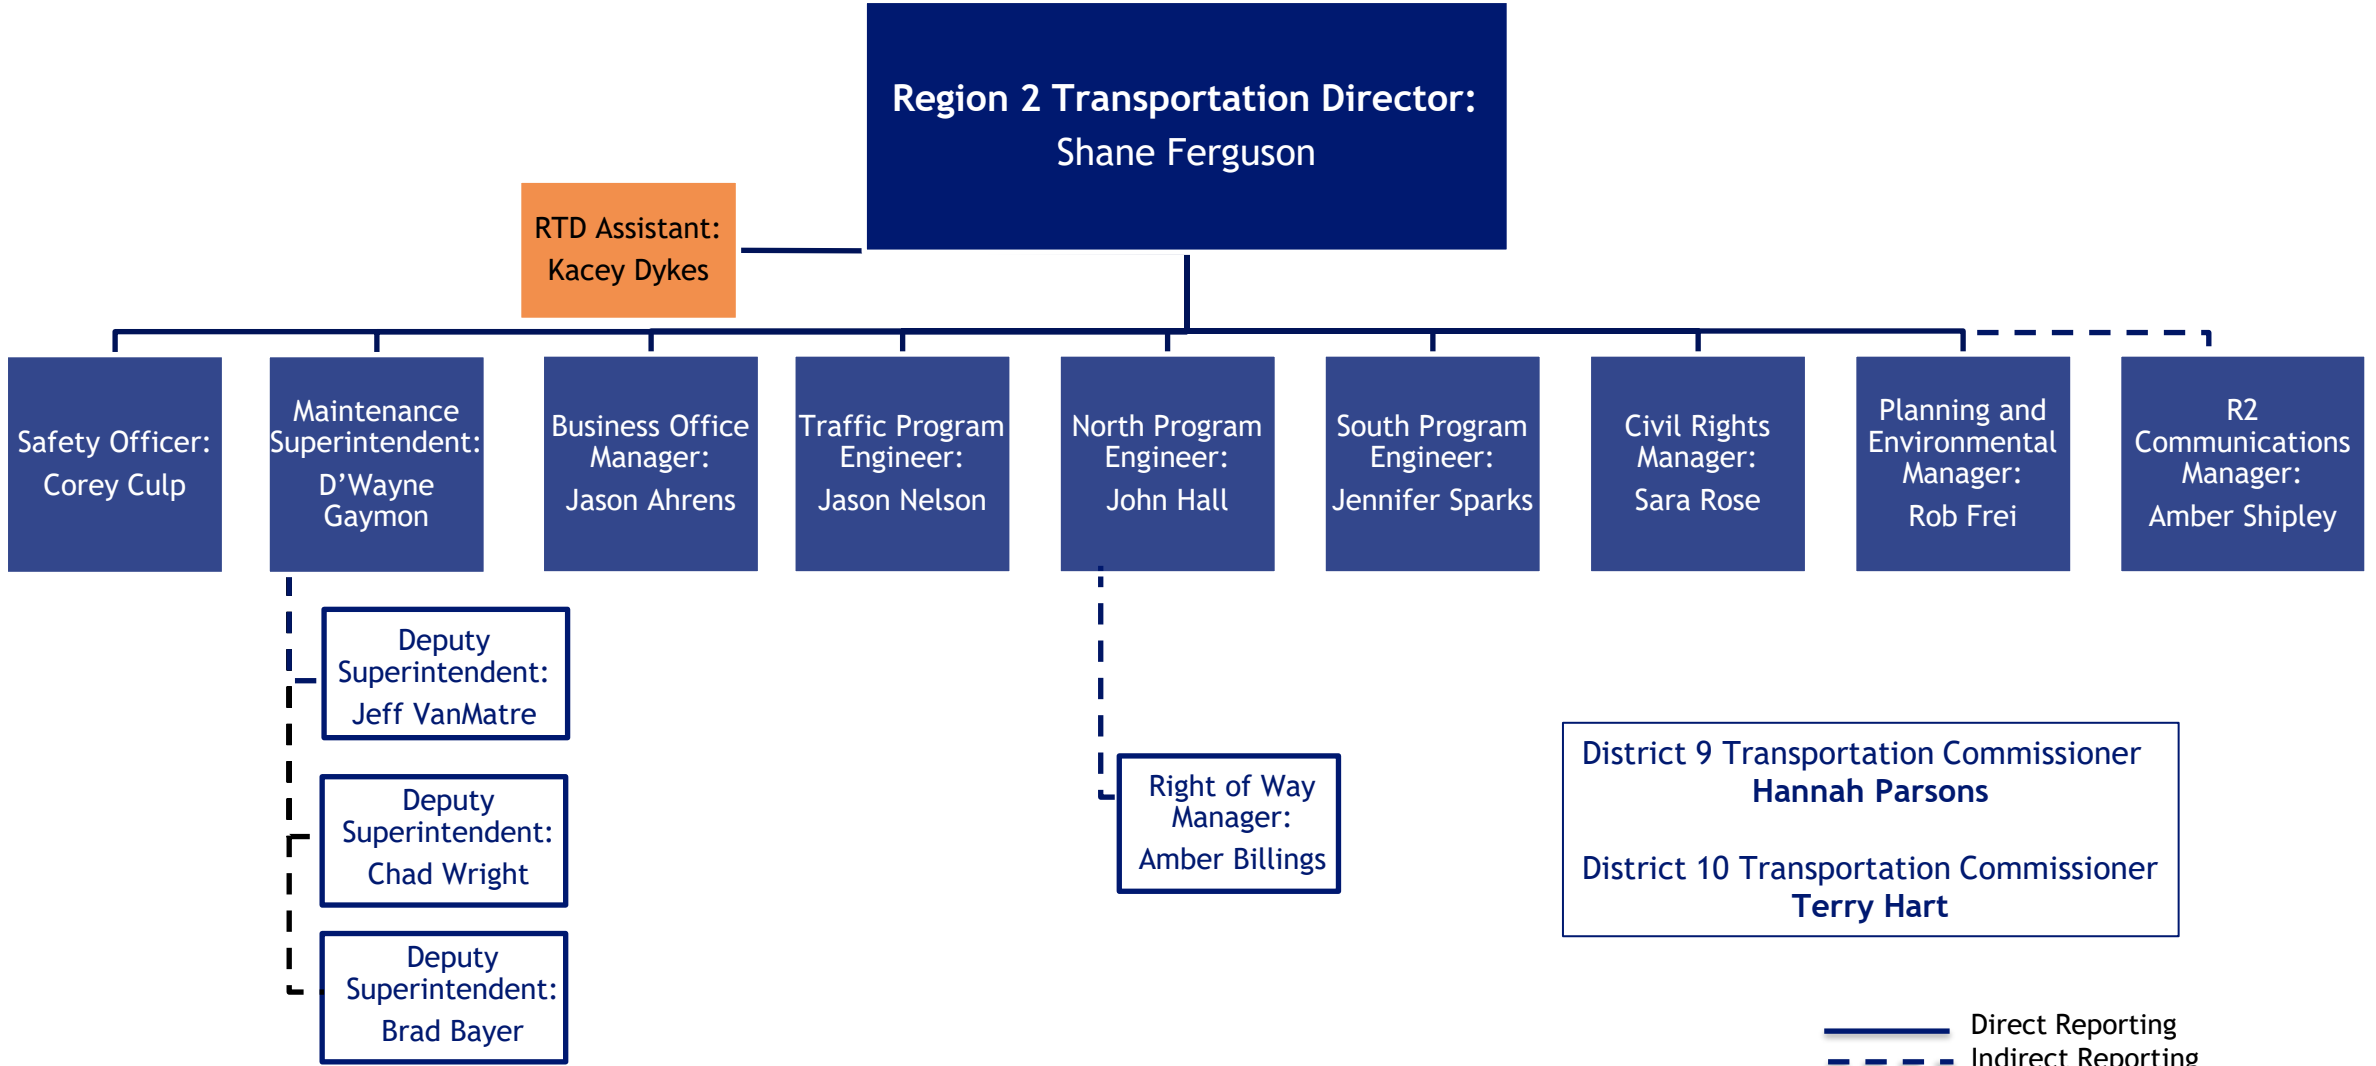 Region 2 Transportation Director:
Shane Ferguson
RTD Assistant:
Kacey Dykes
Safety Officer:
Corey Culp
Maintenance
Superintendent:
D’Wayne
Gaymon
Business Office
Manager:
Jason Ahrens
Traffic Program
Engineer:
Jason Nelson
North Program
Engineer:
John Hall
South Program
Engineer:
Jennifer Sparks
Civil Rights
Manager:
Sara Rose
Planning and
Environmental
Manager:
Rob Frei
R2
Communications
Manager:
Amber Shipley
Deputy
Superintendent:
Jeff VanMatre
Deputy
Superintendent:
Chad Wright
Deputy
Superintendent:
Brad Bayer
Right of Way
Manager:
Amber Billings
District 9 Transportation Commissioner
Hannah Parsons
District 10 Transportation Commissioner
Terry Hart
Direct Reporting
Indirect Reporting